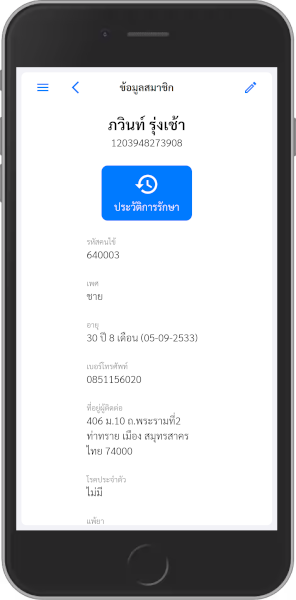 ข้อมูลสมาชิก
ภวินท์ รุ่งเช้า
1203948273908
ประวัติการรักษา
รหัสคนไข้
640003
เพศ
ชาย
อายุ
30 ปี 8 เดือน (05-09-2533)
เบอร์โทรศัพท์
0851156020
ที่อยู่ผู้ติดต่อ
406 ม.10 ถ.พระรามที่2
ท่าทราย เมือง สมุทรสาคร
ไทย 74000
โรคประจำตัว
ไม่มี
แพ้ยา